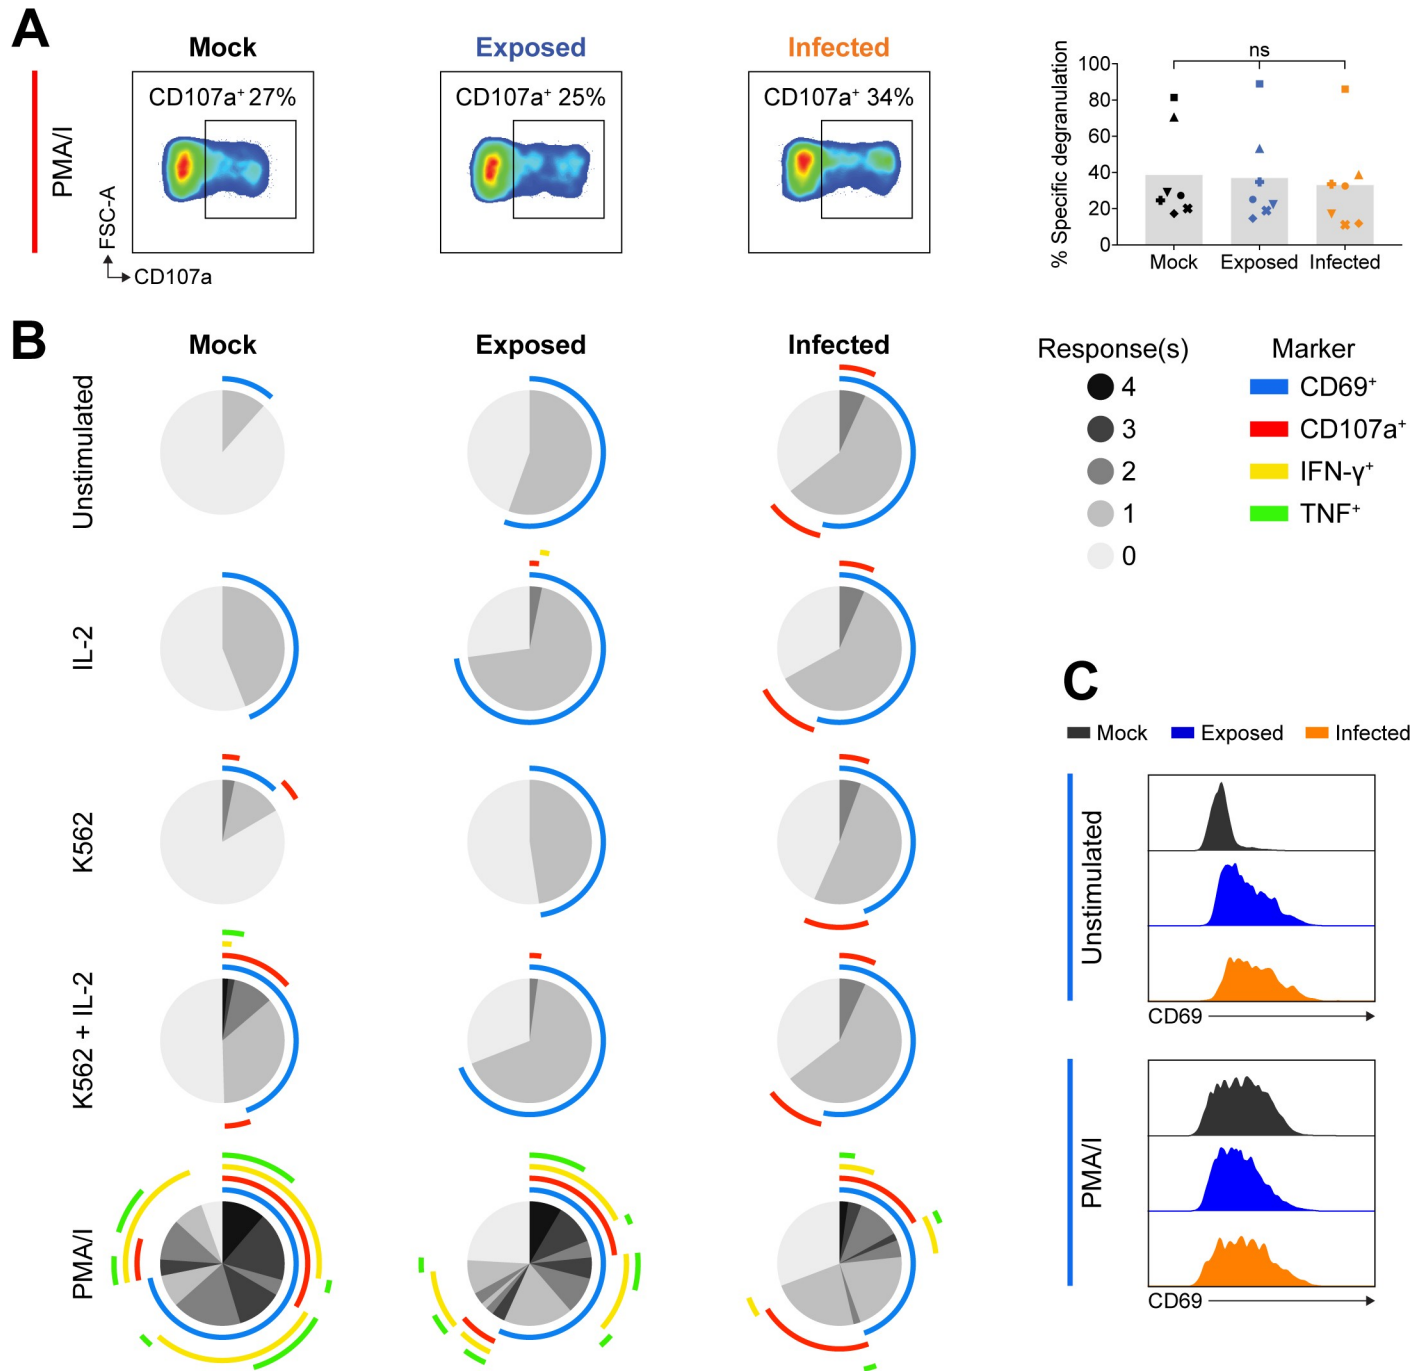 A
Mock
Exposed
Infected
PMA/I
CD107a⁺ 27%
CD107a⁺ 25%
CD107a⁺ 34%
FSC-A
CD107a
% Specific degranulation
100
80
60
40
20
0
ns
Mock
Exposed
Infected
B
Mock
Exposed
Infected
Unstimulated
IL-2
K562
K562 + IL-2
PMA/I
Response(s)
4
3
2
1
0
Marker
CD69⁺
CD107a⁺
IFN-γ⁺
TNF⁺
C
Mock
Exposed
Infected
Unstimulated
CD69
PMA/I
CD69